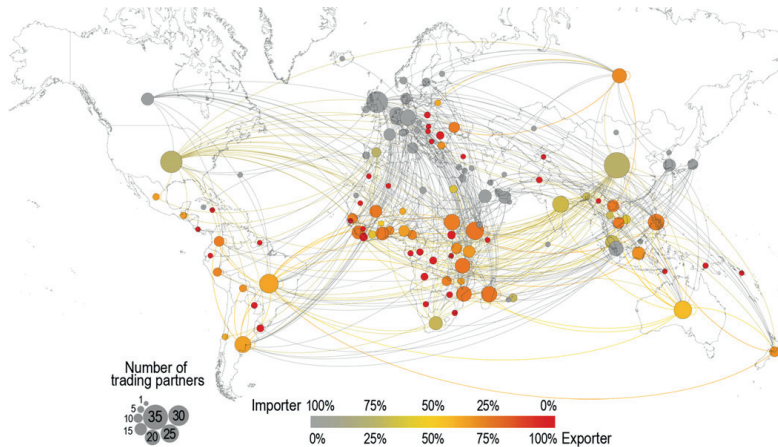 Number of
trading partners
1
5
10
15
20
25
35
30
Importer 100% 75% 50% 25% 0%
0% 25% 50% 75% 100% Exporter